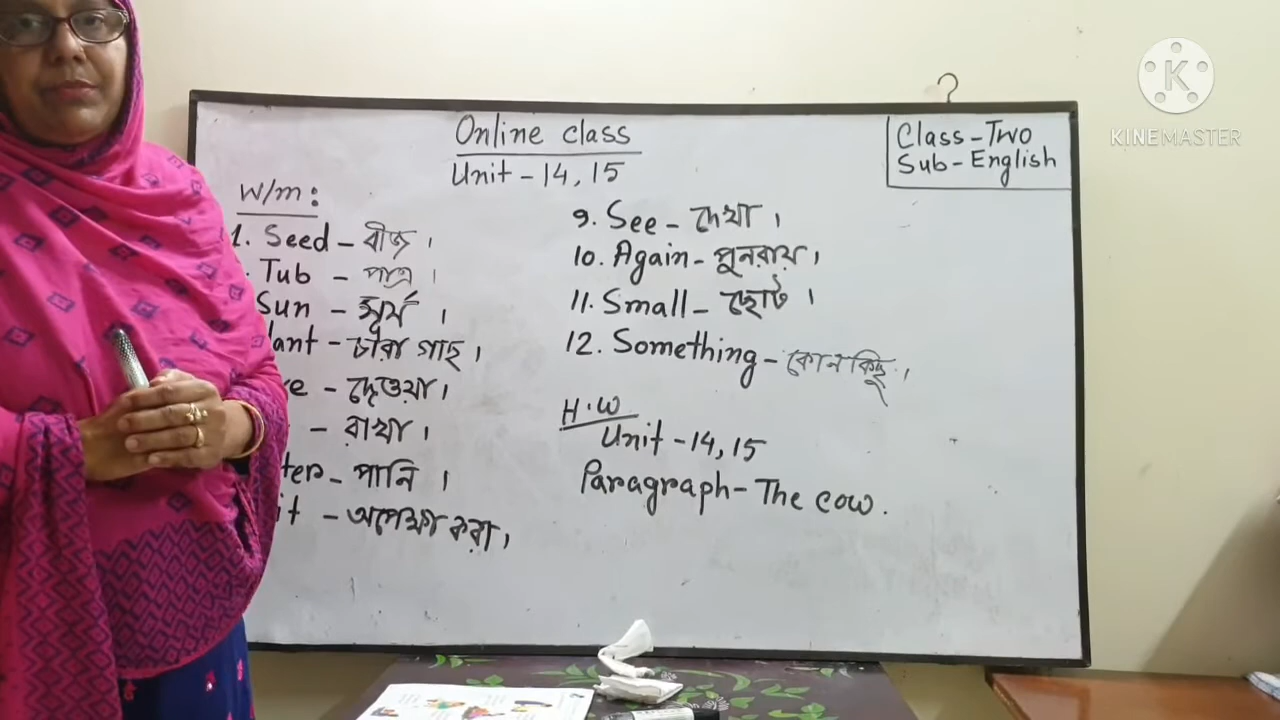 Online class
Unit - 14, 15
Class - Two
Sub - English
W/m :
1. Seed - বীজ ।
Tub - পাত্র ।
Sun - সূর্য ।
lant - চারা গাছ ।
ve - দেওয়া ।
- রাখা ।
ter - পানি ।
it - অপেক্ষা করা ।
9. See - দেখা ।
10. Again - পুনরায় ।
11. Small - ছোট ।
12. Something - কোন কিছু ।
H.W
Unit - 14, 15
Paragraph - The cow.
K
KINEMASTER